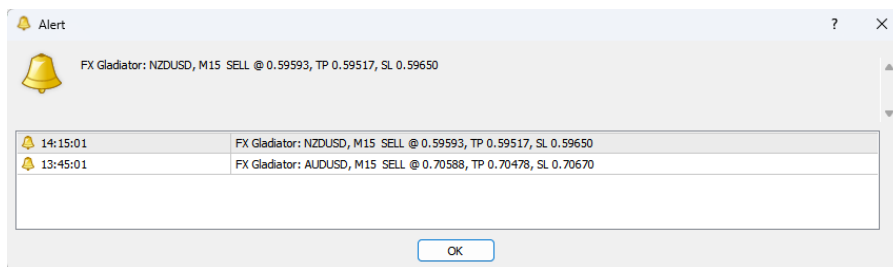 Alert
?
FX Gladiator: NZDUSD, M15 SELL @ 0.59593, TP 0.59517, SL 0.59650
14:15:01 FX Gladiator: NZDUSD, M15 SELL @ 0.59593, TP 0.59517, SL 0.59650
13:45:01 FX Gladiator: AUDUSD, M15 SELL @ 0.70588, TP 0.70478, SL 0.70670
OK